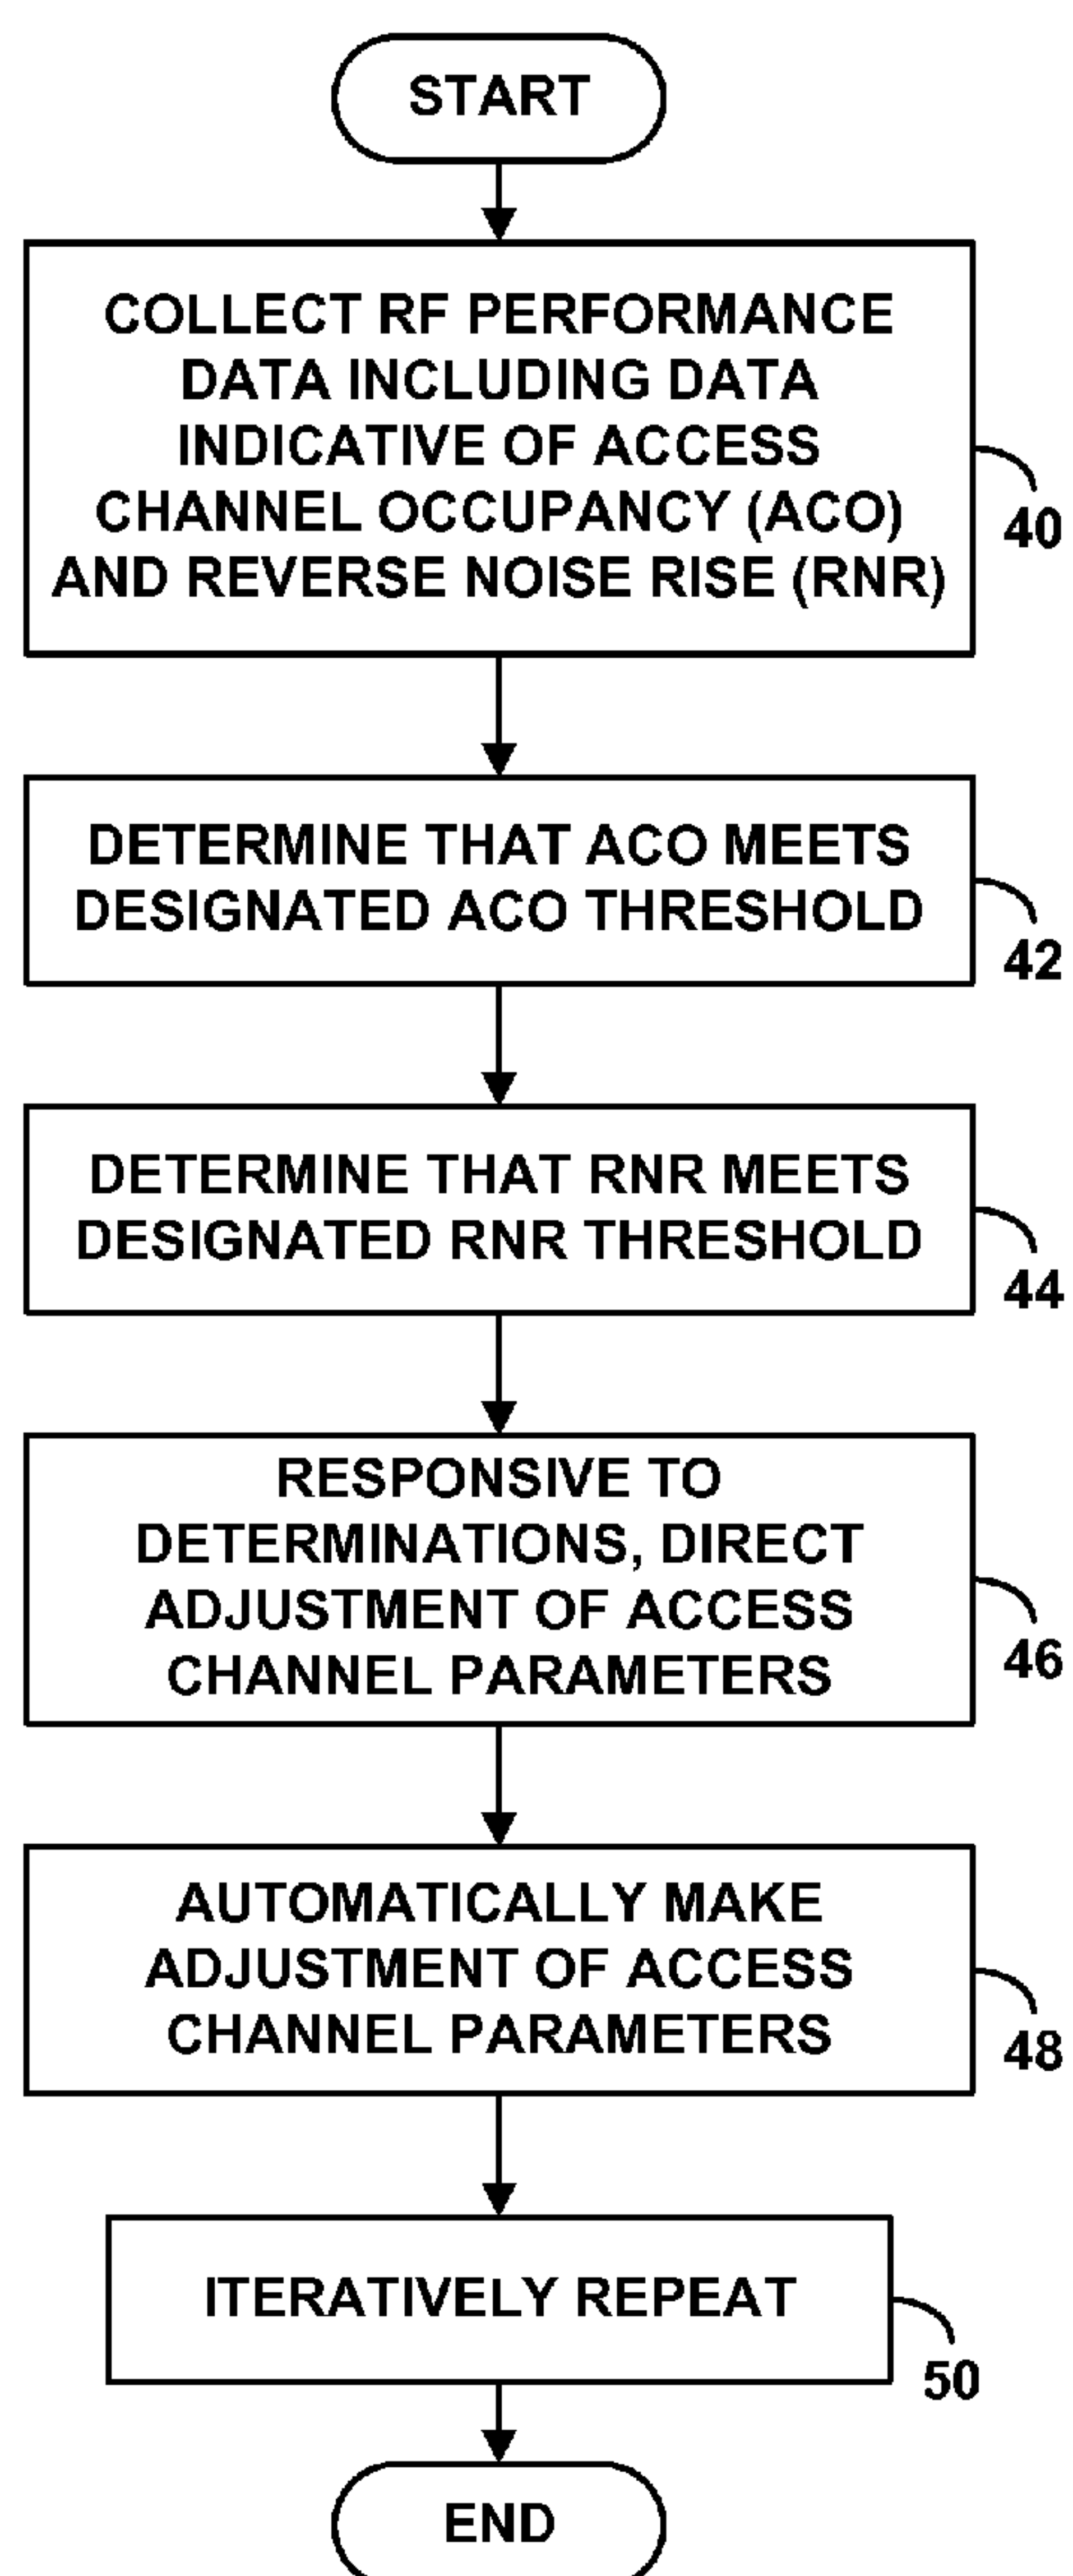 START
COLLECT RF PERFORMANCE
DATA INCLUDING DATA
INDICATIVE OF ACCESS
CHANNEL OCCUPANCY (ACO)
AND REVERSE NOISE RISE (RNR)
40
DETERMINE THAT ACO MEETS
DESIGNATED ACO THRESHOLD
42
DETERMINE THAT RNR MEETS
DESIGNATED RNR THRESHOLD
44
RESPONSIVE TO
DETERMINATIONS, DIRECT
ADJUSTMENT OF ACCESS
CHANNEL PARAMETERS
46
AUTOMATICALLY MAKE
ADJUSTMENT OF ACCESS
CHANNEL PARAMETERS
48
ITERATIVELY REPEAT
50
END